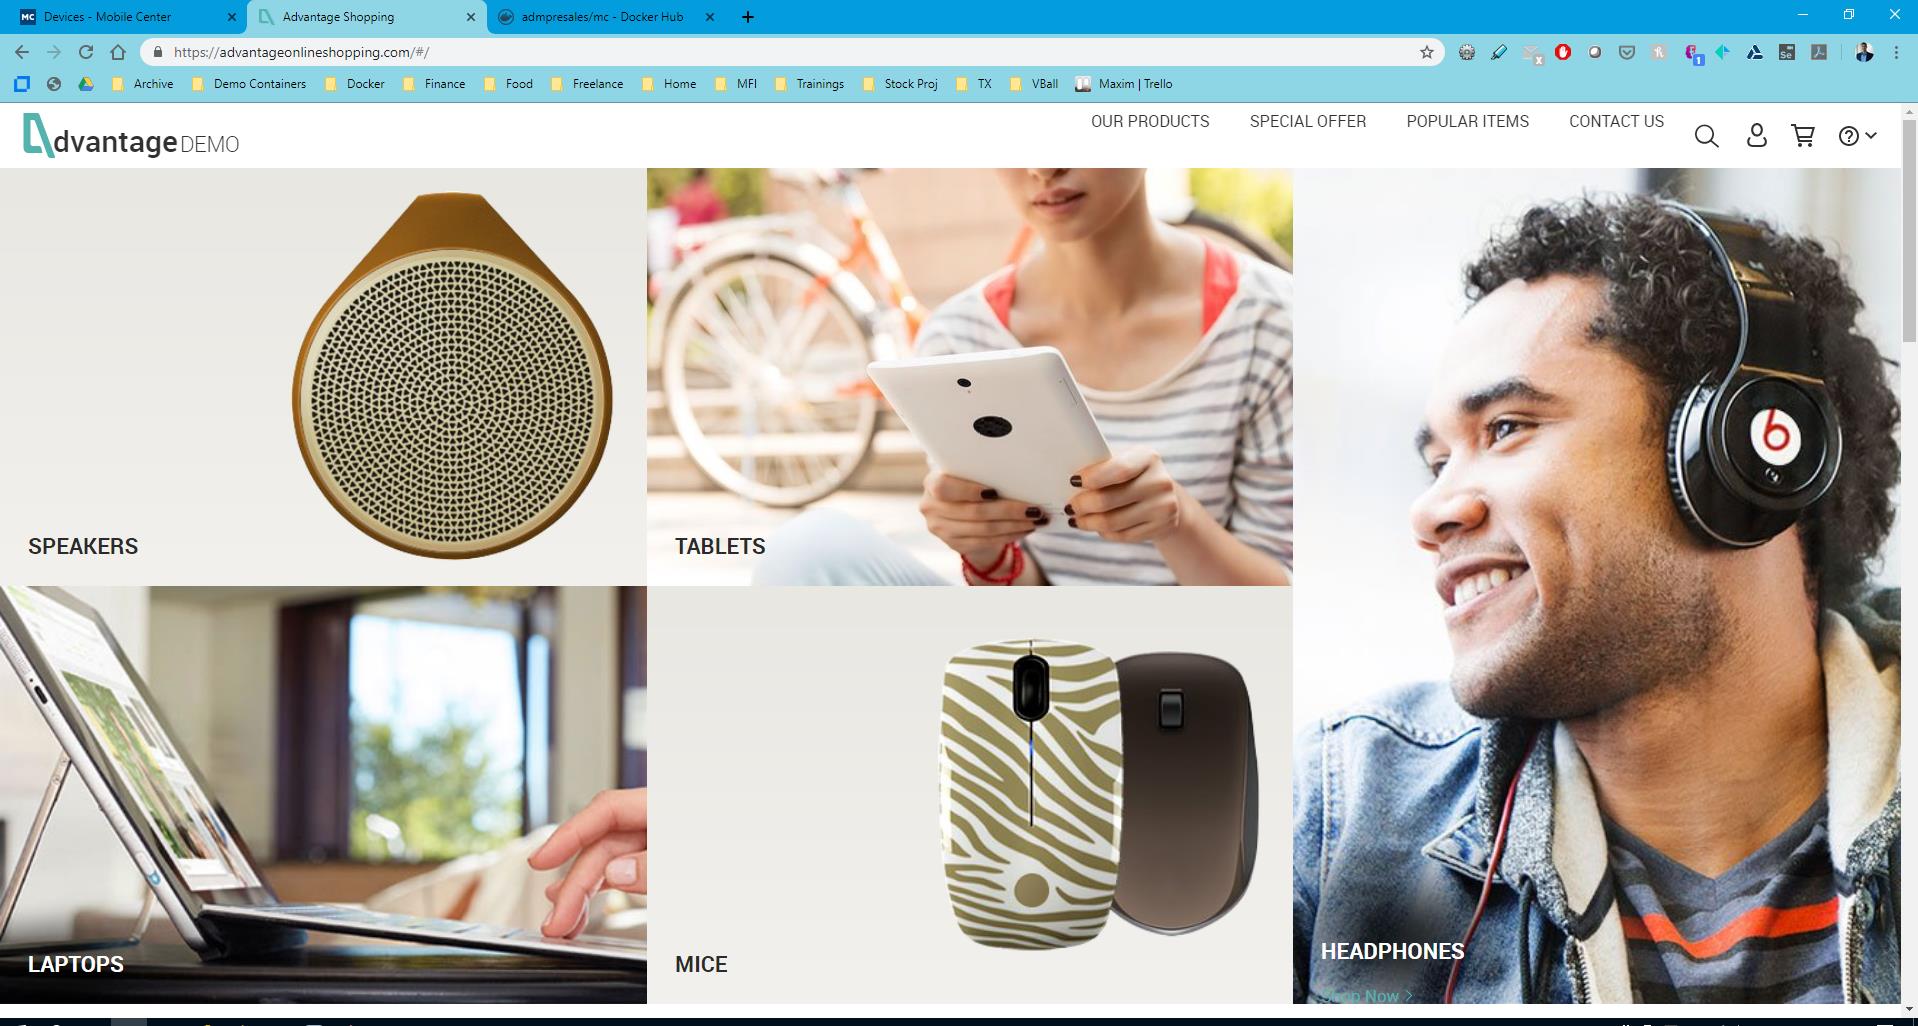 MC Devices - Mobile Center
Advantage Shopping
admpresales/mc - Docker Hub
https://advantageonlineshopping.com/#/
x
1
Se
Archive
Demo Containers
Docker
Finance
Food
Freelance
Home
MFI
Trainings
Stock Proj
TX
VBall
Maxim | Trello
dvantage DEMO
OUR PRODUCTS
SPECIAL OFFER
POPULAR ITEMS
CONTACT US
SPEAKERS
TABLETS
b
LAPTOPS
MICE
HEADPHONES
Shop Now